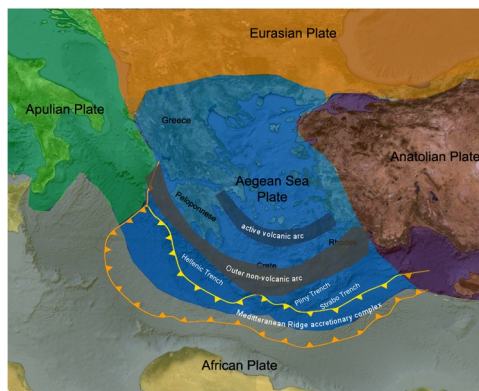 Eurasian Plate
Apulian Plate
Greece
Anatolian Plate
Aegean Sea
Plate
Peloponnese
active volcanic arc
Rhodos
Crete
Outer non-volcanic arc
Hellenic Trench
Pliny Trench
Strabo Trench
Mediterranean Ridge accretionary complex
African Plate